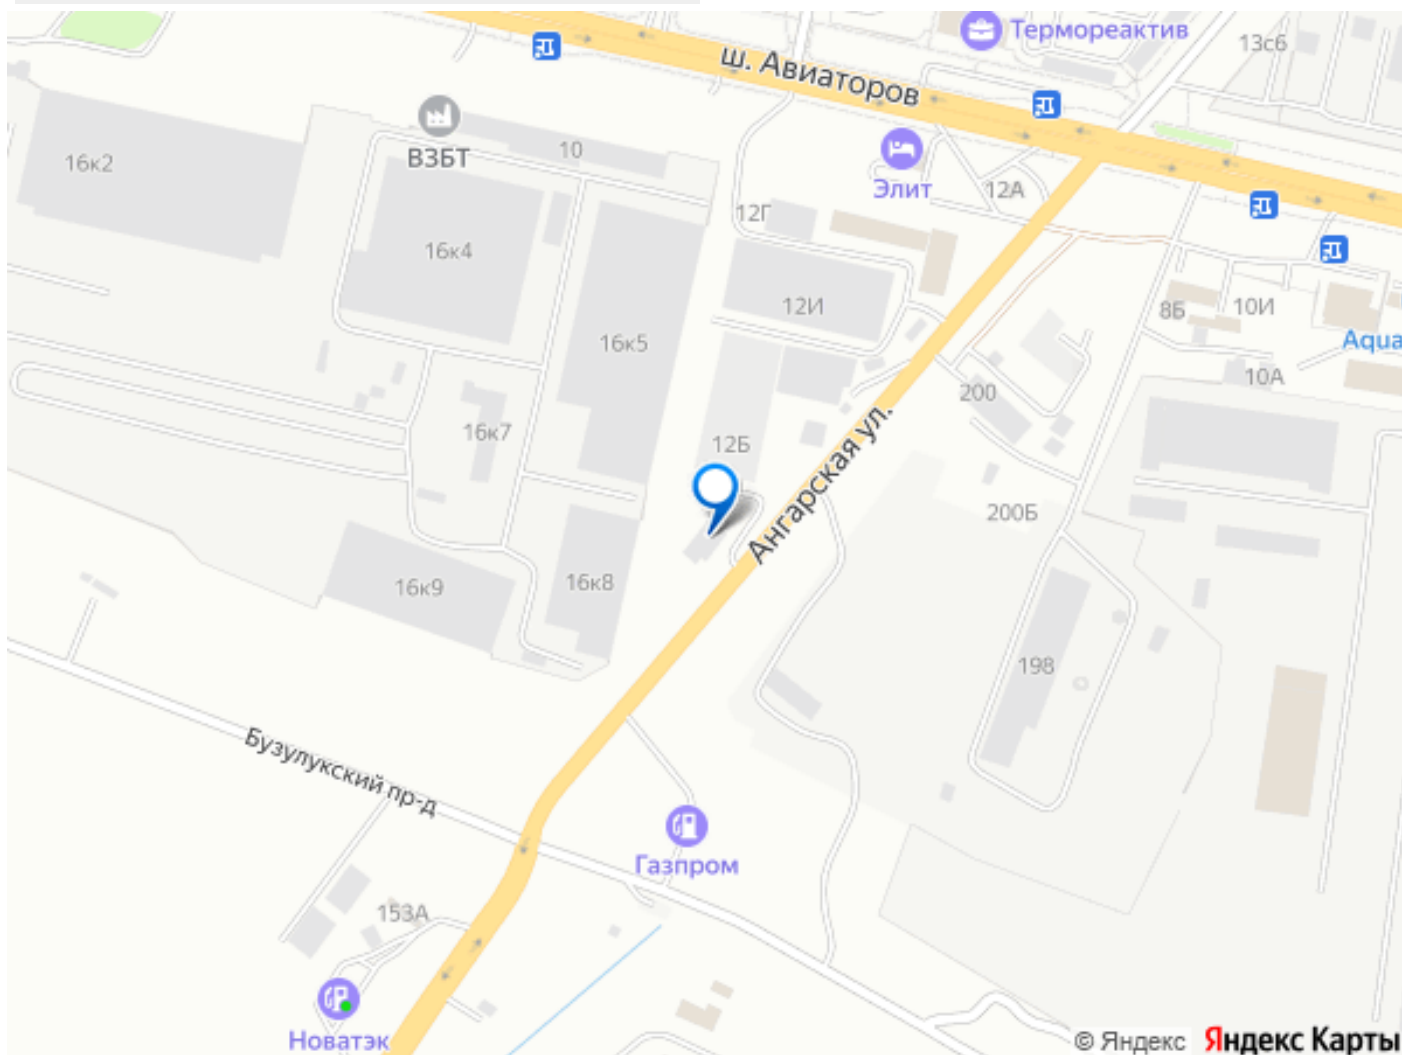 Термореактив
13с6
ш. Авиаторов
ВЗБТ
10
16к2
Элит
12А
12Г
16к4
12И
8Б
10И
16к5
Aqua
10А
200
16к7
12Б
Ангарская ул.
200Б
16к9
16к8
198
Бузулукский пр-д
Газпром
153А
Новатэк
© Яндекс Яндекс Карты